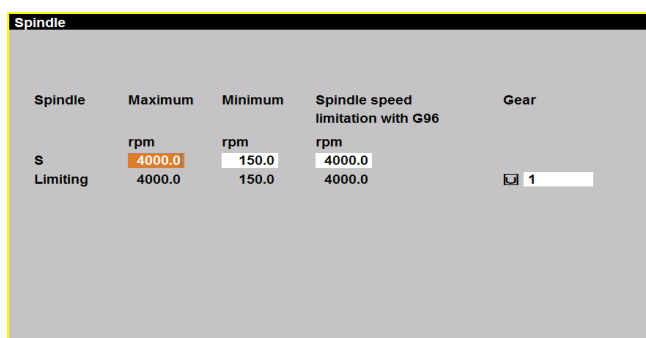 Spindle
Spindle Maximum Minimum Spindle speed Gear
limitation with G96
rpm rpm rpm
S 4000.0 150.0 4000.0
Limiting 4000.0 150.0 4000.0 1